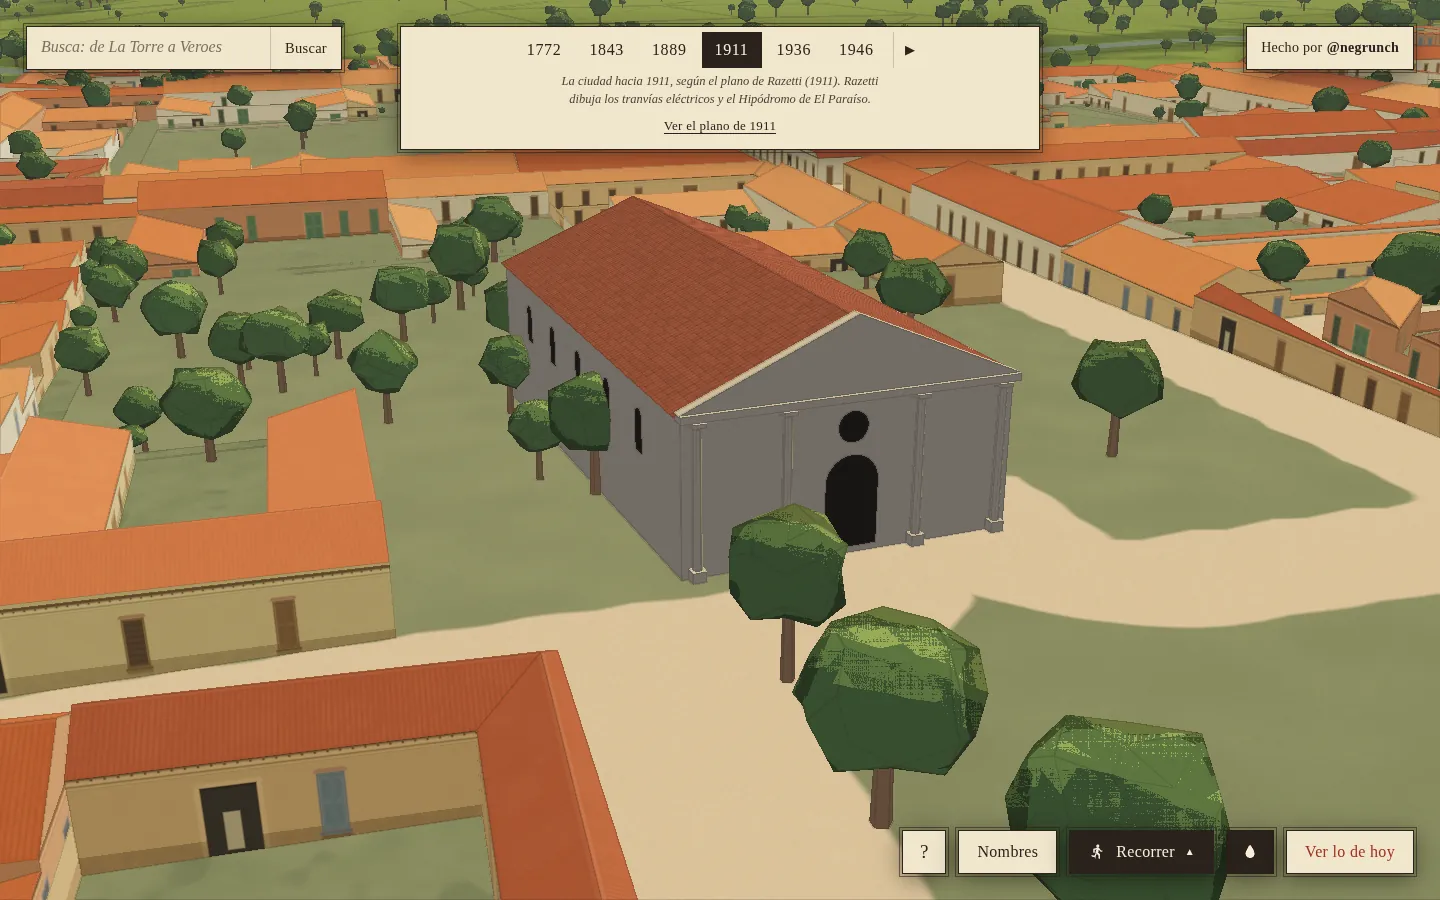 Busca: de La Torre a Veroes
Buscar
1772 1843 1889 1911 1936 1946
La ciudad hacia 1911, según el plano de Razetti (1911). Razetti
dibuja los tranvías eléctricos y el Hipódromo de El Paraíso.
Ver el plano de 1911
Hecho por @negrunch
?
Nombres
Recorrer
Ver lo de hoy